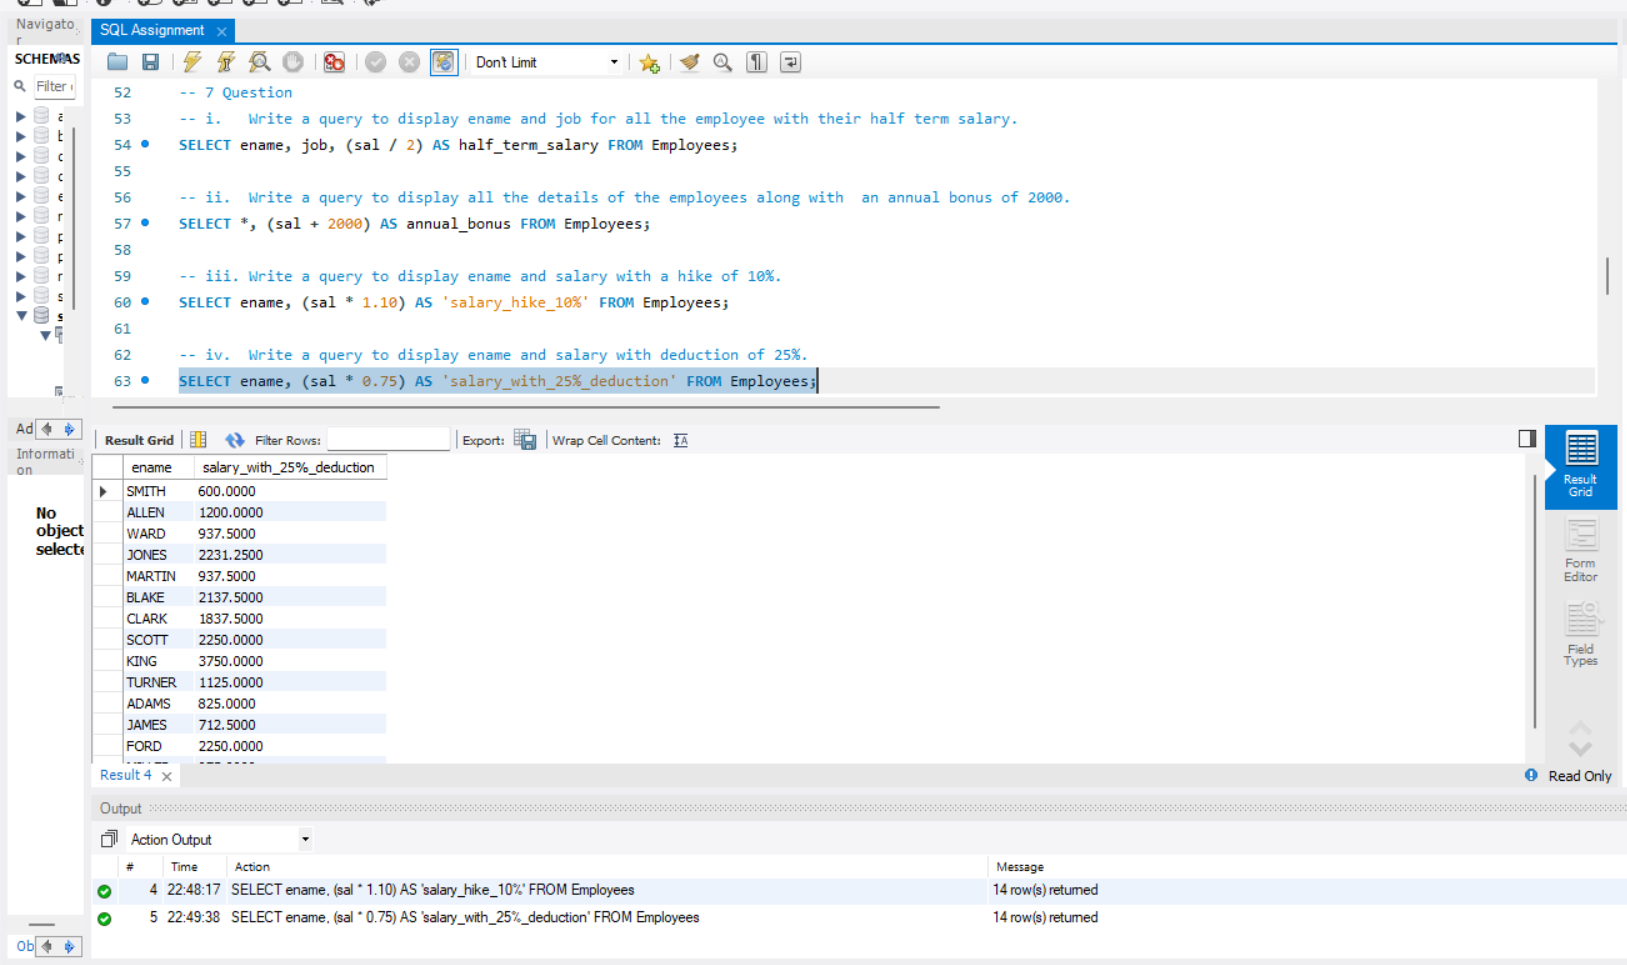 Navigato
r
SQL Assignment
SCHEMAS
Filter
Don't Limit
52 -- 7 Question
53 -- i.   Write a query to display ename and job for all the employee with their half term salary.
54 SELECT ename, job, (sal / 2) AS half_term_salary FROM Employees;
55
56 -- ii.  Write a query to display all the details of the employees along with  an annual bonus of 2000.
57 SELECT *, (sal + 2000) AS annual_bonus FROM Employees;
58
59 -- iii. Write a query to display ename and salary with a hike of 10%.
60 SELECT ename, (sal * 1.10) AS 'salary_hike_10%' FROM Employees;
61
62 -- iv.  Write a query to display ename and salary with deduction of 25%.
63 SELECT ename, (sal * 0.75) AS 'salary_with_25%_deduction' FROM Employees;
Ad
Informati
on
No
object
selecte
Result Grid Filter Rows: Export: Wrap Cell Content:
ename salary_with_25%_deduction
SMITH 600.0000
ALLEN 1200.0000
WARD 937.5000
JONES 2231.2500
MARTIN 937.5000
BLAKE 2137.5000
CLARK 1837.5000
SCOTT 2250.0000
KING 3750.0000
TURNER 1125.0000
ADAMS 825.0000
JAMES 712.5000
FORD 2250.0000
Result
Grid
Form
Editor
Field
Types
Result 4
Read Only
Output
Action Output
# Time Action Message
4 22:48:17 SELECT ename, (sal * 1.10) AS 'salary_hike_10%' FROM Employees 14 row(s) returned
5 22:49:38 SELECT ename, (sal * 0.75) AS 'salary_with_25%_deduction' FROM Employees 14 row(s) returned
Ob